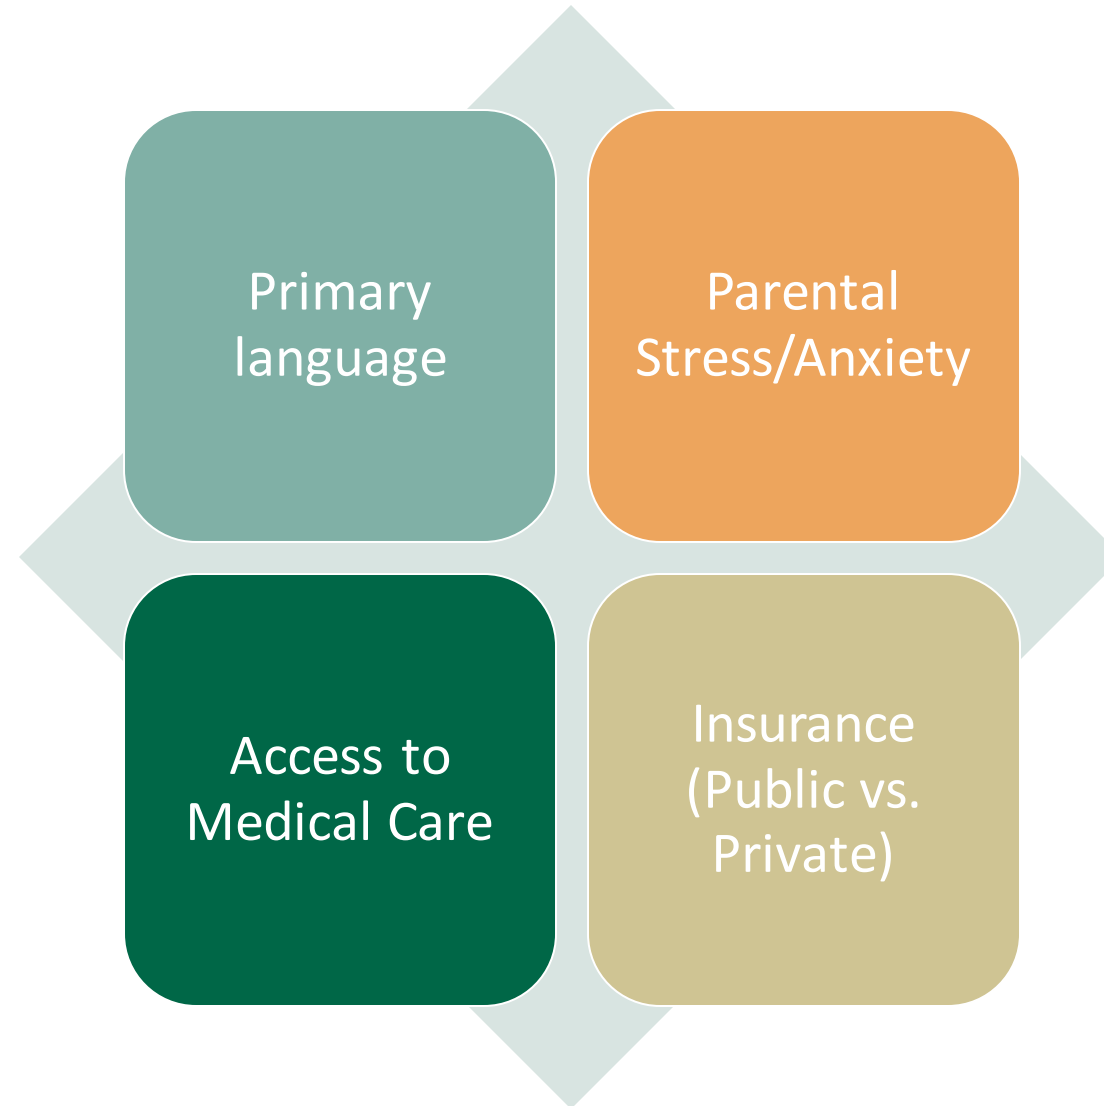 Primary
language
Parental
Stress/Anxiety
Access to
Medical Care
Insurance
(Public vs.
Private)